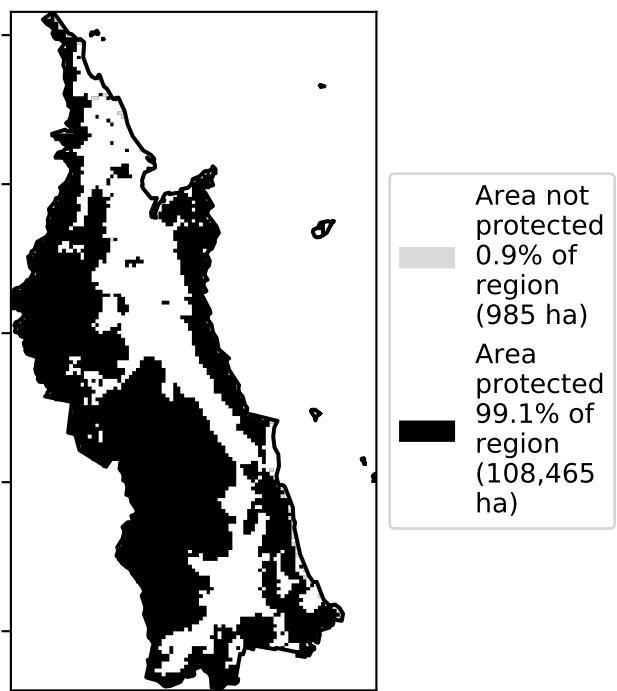 Area not
protected
0.9% of
region
(985 ha)
Area
protected
99.1% of
region
(108,465
ha)